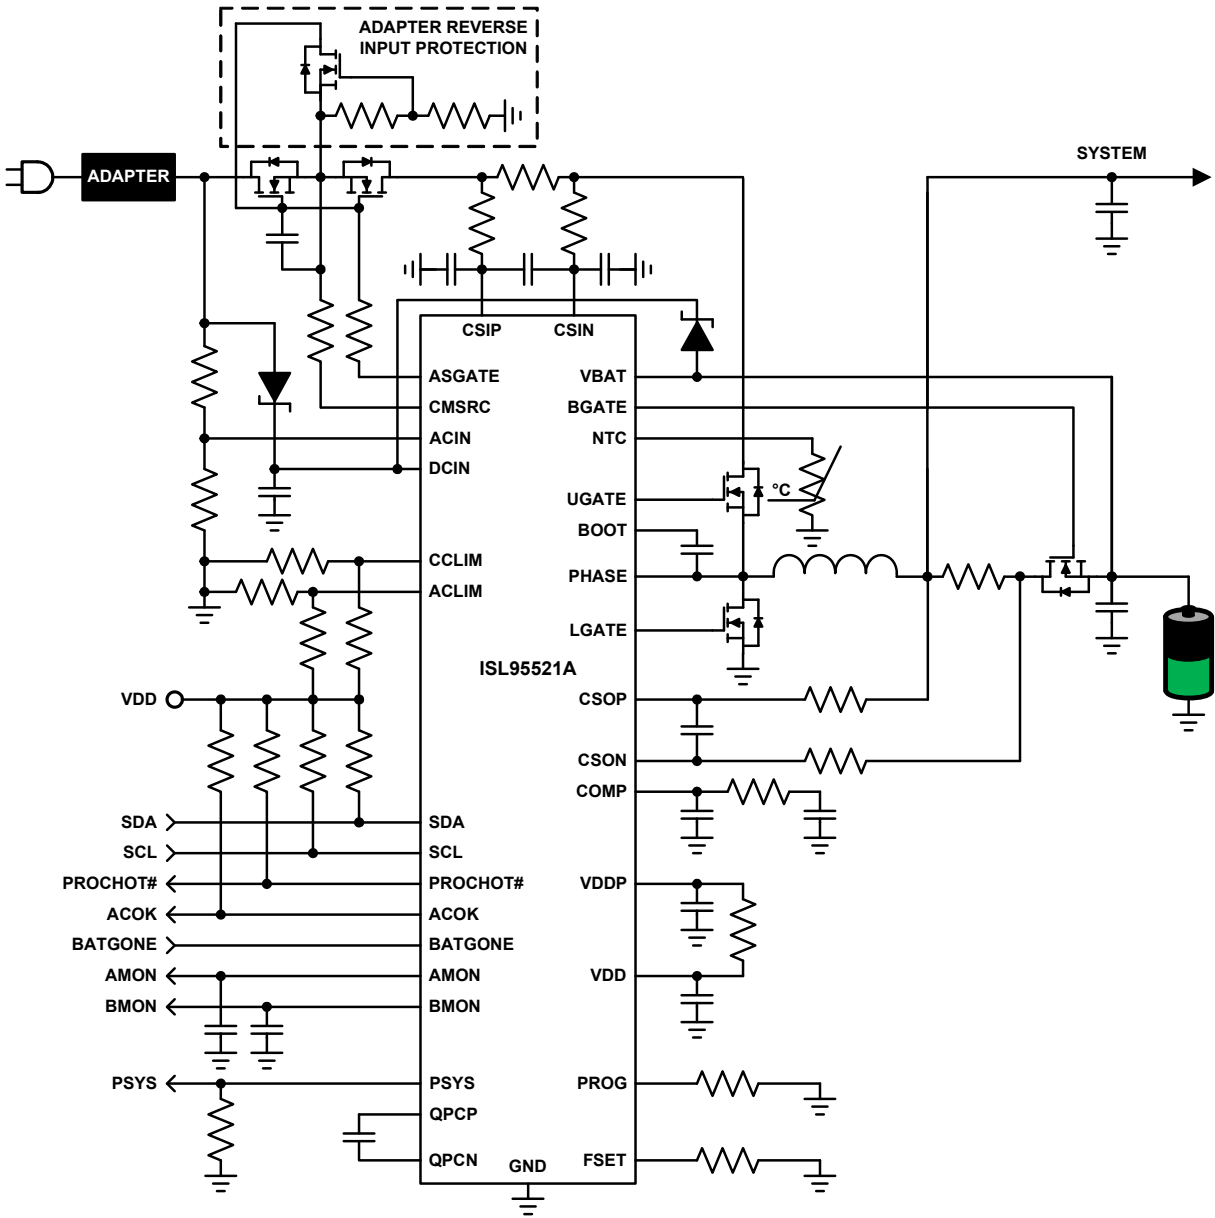 ADAPTER REVERSE
INPUT PROTECTION
ADAPTER
SYSTEM
CSIP
CSIN
ASGATE
CMSRC
ACIN
DCIN
CCLIM
ACLIM
VBAT
BGATE
NTC
°C
UGATE
BOOT
PHASE
LGATE
ISL95521A
VDD
CSOP
CSON
COMP
SDA
SDA
SCL
SCL
PROCHOT#
PROCHOT#
VDDP
ACOK
ACOK
BATGONE
BATGONE
AMON
AMON
VDD
BMON
BMON
PSYS
PSYS
PROG
QPCP
QPCN
GND
FSET